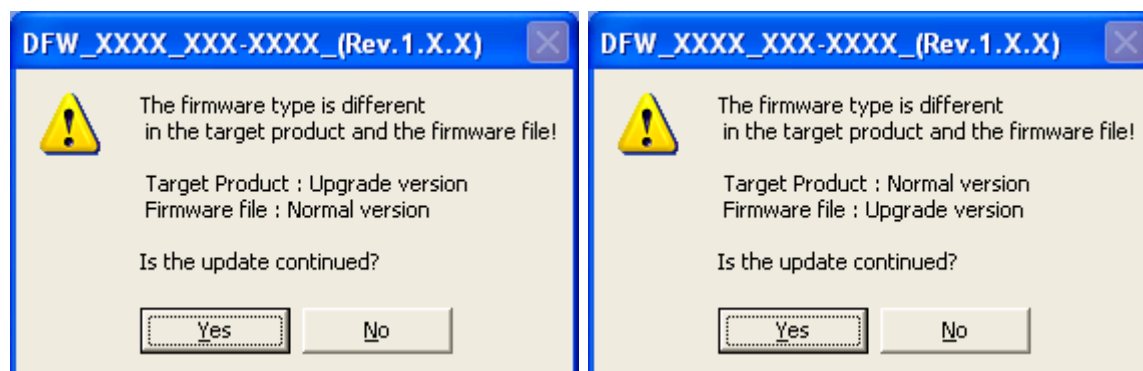 DFW_XXXX_XXX-XXXX_(Rev.1.X.X)
The firmware type is different
in the target product and the firmware file!
Target Product : Upgrade version
Firmware file : Normal version
Is the update continued?
Yes
No
DFW_XXXX_XXX-XXXX_(Rev.1.X.X)
The firmware type is different
in the target product and the firmware file!
Target Product : Normal version
Firmware file : Upgrade version
Is the update continued?
Yes
No